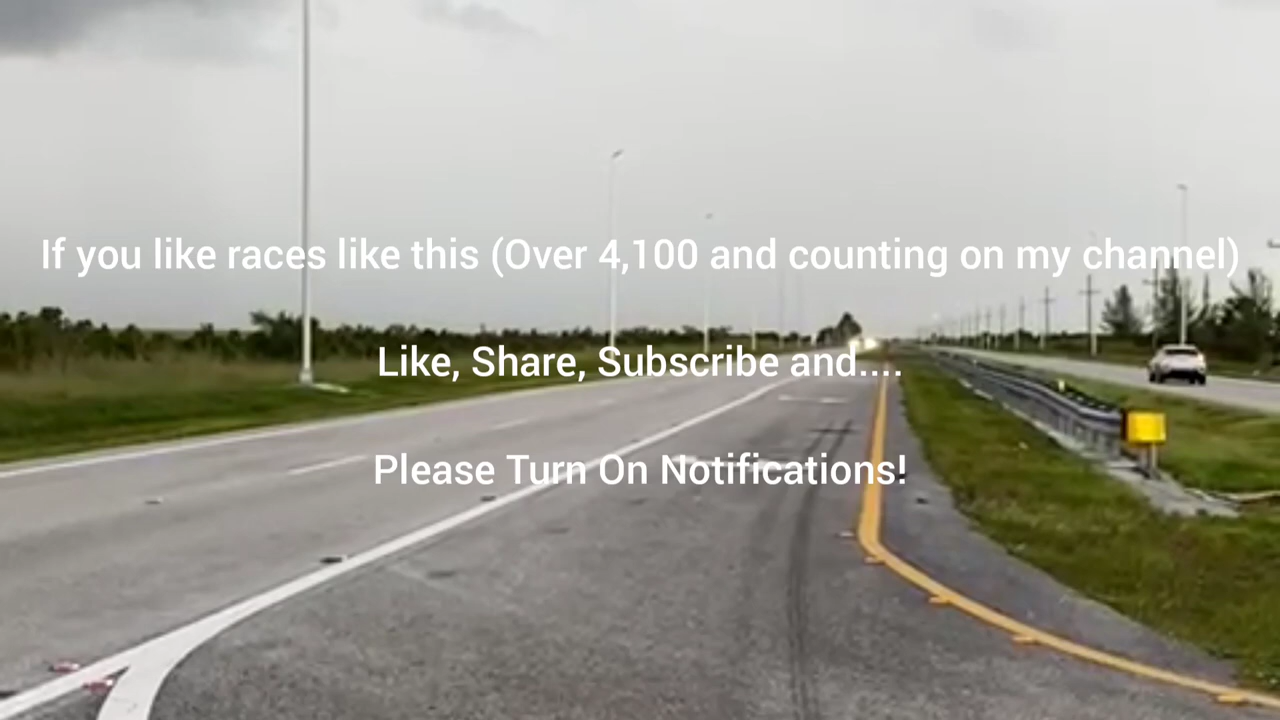 If you like races like this (Over 4,100 and counting on my channel)
Like, Share, Subscribe and....
Please Turn On Notifications!